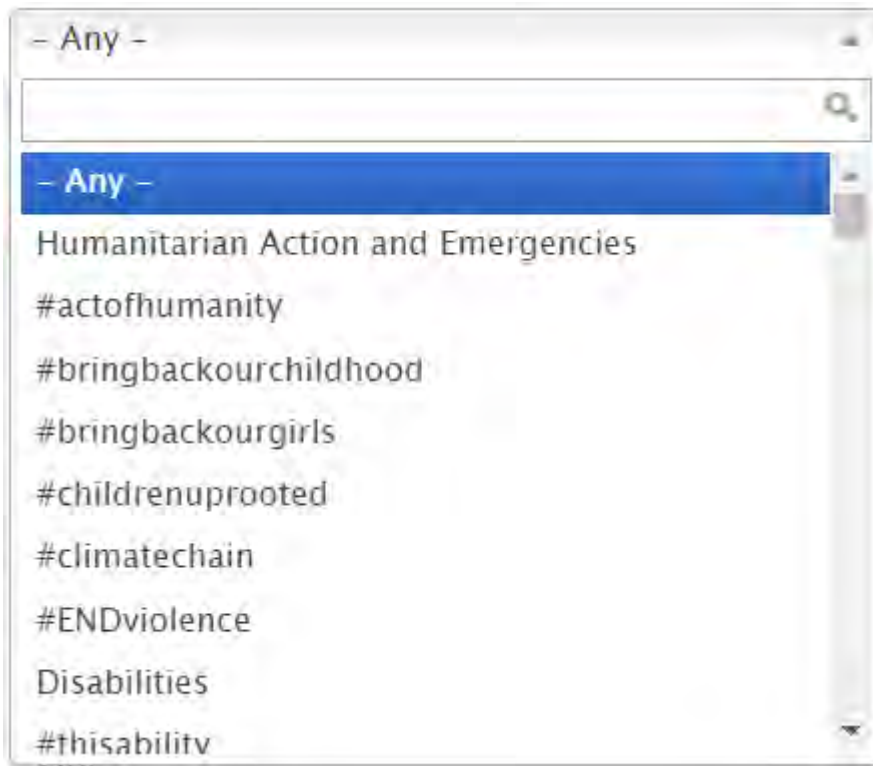 - Any -
- Any -
Humanitarian Action and Emergencies
#actofhumanity
#bringbackourchildhood
#bringbackourgirls
#childrenuprooted
#climatechain
#ENDviolence
Disabilities
#thisability